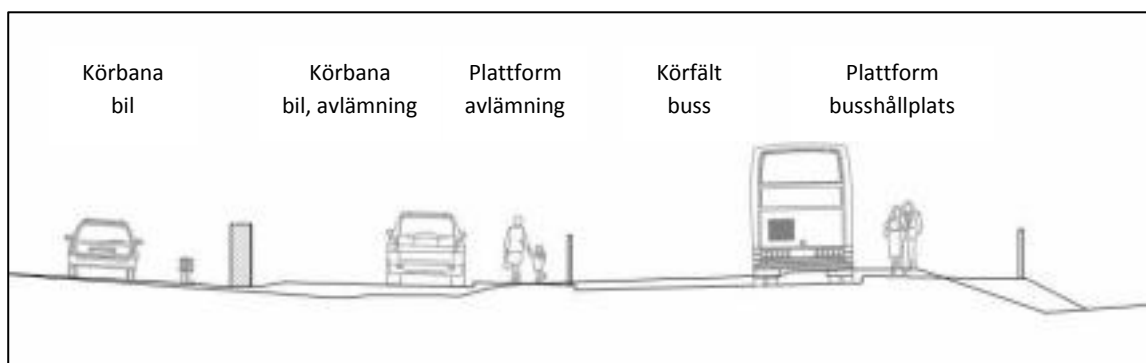 Körbana
bil
Körbana
bil, avlämning
Plattform
avlämning
Körfält
buss
Plattform
busshållplats